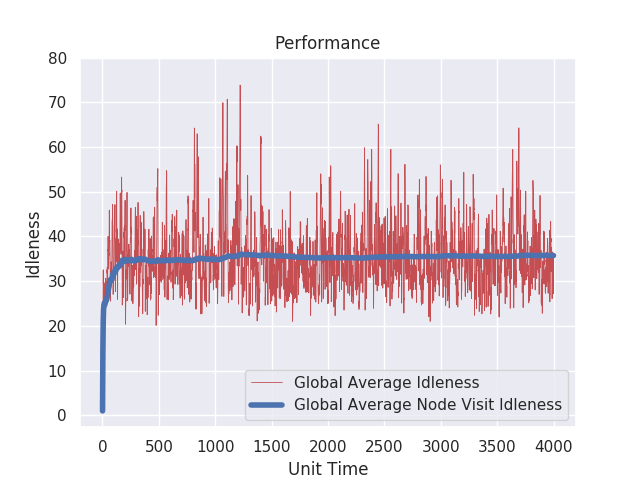 Performance
80
70
60
50
40
30
20
10
0
Idleness
Global Average Idleness
Global Average Node Visit Idleness
0 500 1000 1500 2000 2500 3000 3500 4000
Unit Time